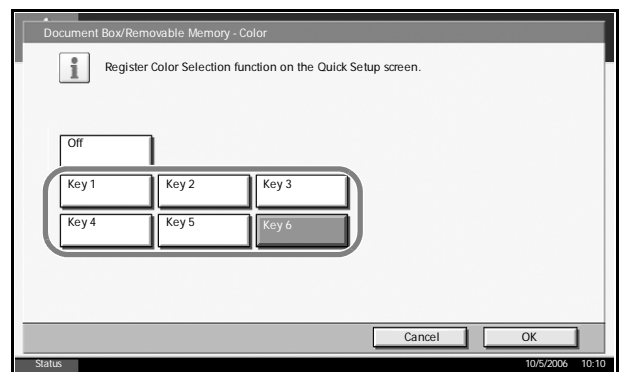 Document Box/Removable Memory - Color
Register Color Selection function on the Quick Setup screen.
Off
Key 1 Key 2 Key 3
Key 4 Key 5 Key 6
Cancel OK
Status 10/5/2006 10:10